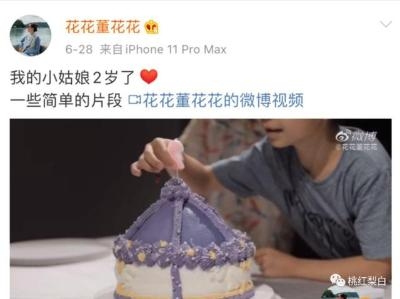 花花董花花
6-28 来自iPhone 11 Pro Max
我的小姑娘2岁了❤
一些简单的片段 花花董花花的微博视频
微博
@花花董花花
桃红梨白